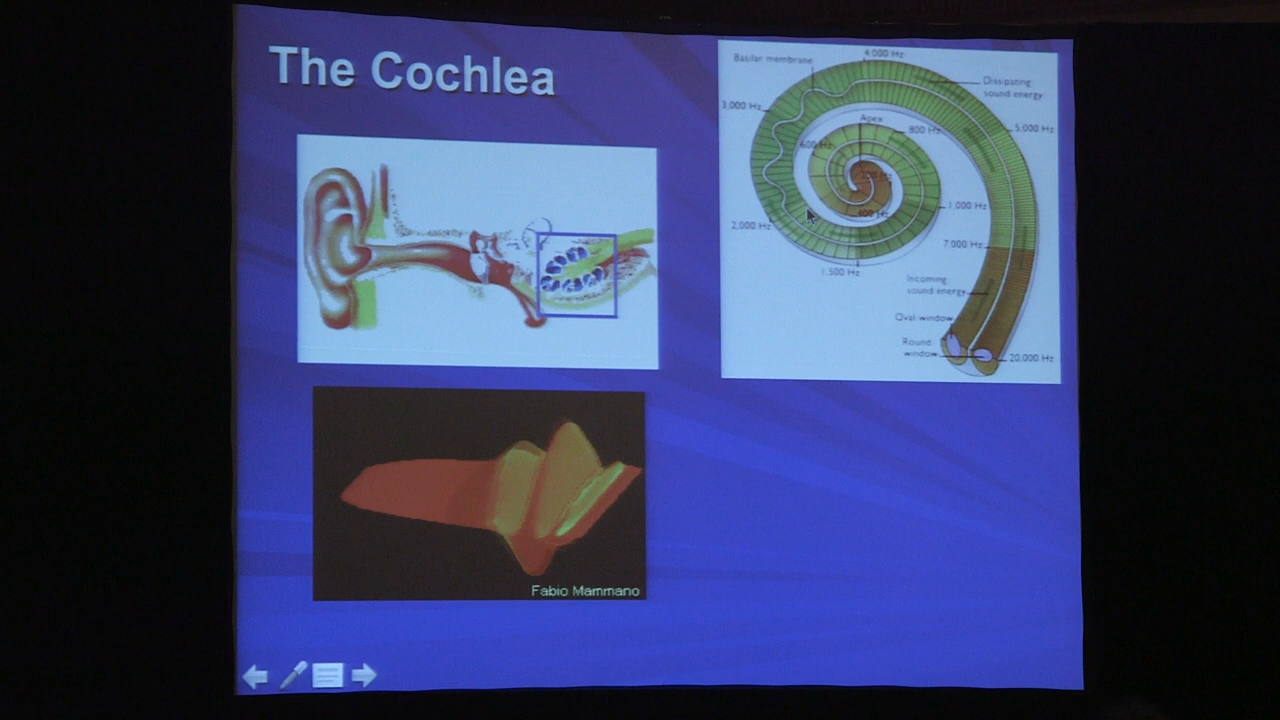 The Cochlea
4 000 Hz
Basilar membrane
Dissipating
sound energy
3,000 Hz
Apex
800 Hz
5,000 Hz
600 Hz
400 Hz
1,000 Hz
2,000 Hz
7,000 Hz
1,500 Hz
Incoming
sound energy
Oval window
Round
window
20,000 Hz
Fabio Mammano